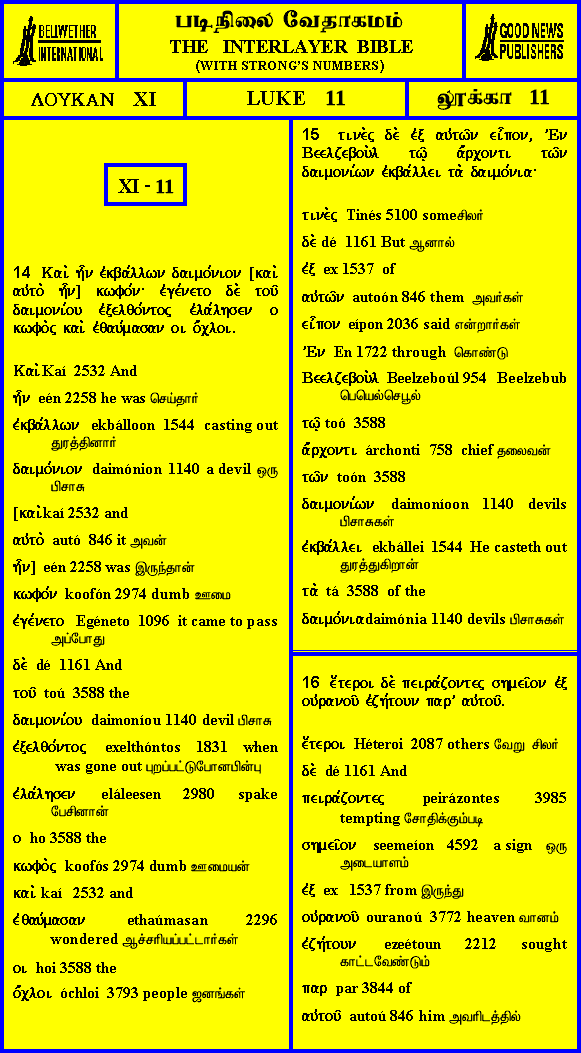 BELLWETHER
INTERNATIONAL
படிநிலை வேதாகமம்
THE INTERLAYER BIBLE
(WITH STRONG'S NUMBERS)
GOOD NEWS
PUBLISHERS
ΛΟΥΚΑΝ XI
LUKE 11
லூக்கா 11
XI - 11
14 Καὶ ἦν ἐκβάλλων δαιμόνιον [καὶ
αὐτὸ ἦν] κωφόν· ἐγένετο δὲ τοῦ
δαιμονίου ἐξελθόντος ἐλάλησεν ο
κωφὸς καὶ ἐθαύμασαν οι ὄχλοι.
Καὶ Kaí 2532 And
ἦν eén 2258 he was செய்தார்
ἐκβάλλων ekbálloon 1544 casting out
துரத்தினார்
δαιμόνιον daimónion 1140 a devil ஒரு
பிசாசு
[καὶ kaí 2532 and
αὐτὸ autó 846 it அவன்
ἦν] eén 2258 was இருந்தான்
κωφόν koofón 2974 dumb ஊமை
ἐγένετο Egéneto 1096 it came to pass
அப்போது
δὲ dé 1161 And
τοῦ toú 3588 the
δαιμονίου daimoníou 1140 devil பிசாசு
ἐξελθόντος exelthóntos 1831 when
was gone out புறப்பட்டுபோனபின்பு
ἐλάλησεν eláleesen 2980 spake
பேசினான்
ο ho 3588 the
κωφὸς koofós 2974 dumb ஊமையன்
καὶ kaí 2532 and
ἐθαύμασαν ethaúmasan 2296
wondered ஆச்சரியப்பட்டார்கள்
οι hoi 3588 the
ὄχλοι óchloi 3793 people ஜனங்கள்
15 τινὲς δὲ ἐξ αὐτῶν εἶπον, Ἐν
Βεελζεβοὺλ τῷ ἄρχοντι τῶν
δαιμονίων ἐκβάλλει τὰ δαιμόνια·
τινὲς Tinés 5100 some சிலர்
δὲ dé 1161 But ஆனால்
ἐξ ex 1537 of
αὐτῶν autoón 846 them அவர்கள்
εἶπον eípon 2036 said என்றார்கள்
Ἐν En 1722 through கொண்டு
Βεελζεβοὺλ Beelzeboúl 954 Beelzebub
பெயெல்செபூல்
τῷ toó 3588
ἄρχοντι árchonti 758 chief தலைவன்
τῶν toón 3588
δαιμονίων daimoníoon 1140 devils
பிசாசுகள்
ἐκβάλλει ekbállei 1544 He casteth out
துரத்துகிறான்
τὰ tá 3588 of the
δαιμόνια daimónia 1140 devils பிசாசுகள்
16 ἕτεροι δὲ πειράζοντες σημεῖον ἐξ
οὐρανοῦ ἐζήτουν παρ' αὐτοῦ.
ἕτεροι Héteroi 2087 others வேறு சிலர்
δὲ dé 1161 And
πειράζοντες peirázontes 3985
tempting சோதிக்கும்படி
σημεῖον seemeíon 4592 a sign ஒரு
அடையாளம்
ἐξ ex 1537 from இருந்து
οὐρανοῦ ouranoú 3772 heaven வானம்
ἐζήτουν ezeétoun 2212 sought
காட்டவேண்டும்
παρ par 3844 of
αὐτοῦ autoú 846 him அவரிடத்தில்